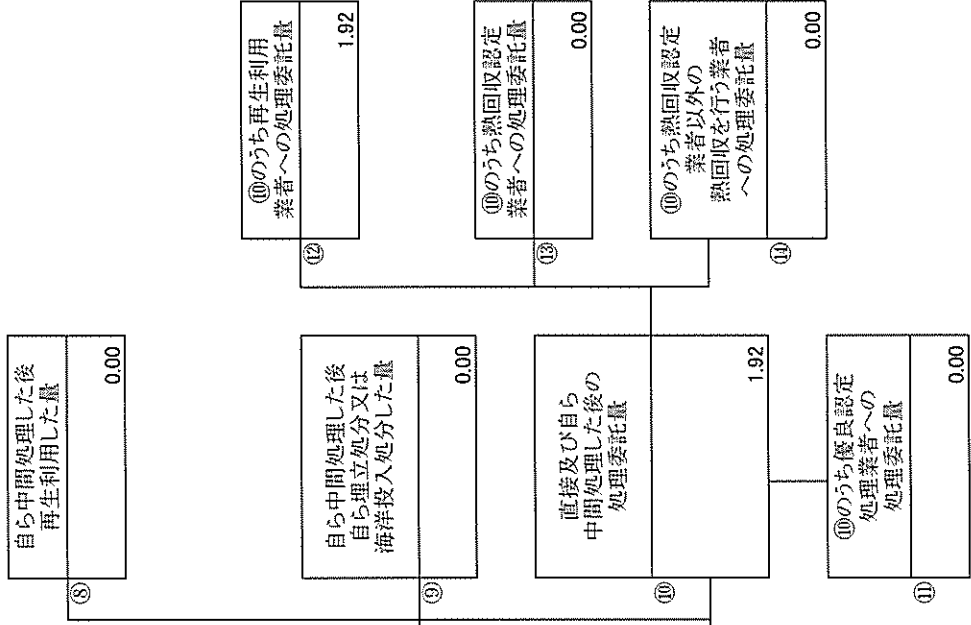 ⑧
自ら中間処理した後
再生利用した量
0.00
⑨
自ら中間処理した後
自ら埋立処分又は
海洋投入処分した量
0.00
⑩
直接及び自ら
中間処理した後の
処理委託量
1.92
⑪
⑩のうち優良認定
処理業者への
処理委託量
0.00
⑫
⑩のうち再生利用
業者への処理委託量
1.92
⑬
⑩のうち熱回収認定
業者への処理委託量
0.00
⑭
⑩のうち熱回収認定
業者以外の
熱回収を行う業者
への処理委託量
0.00